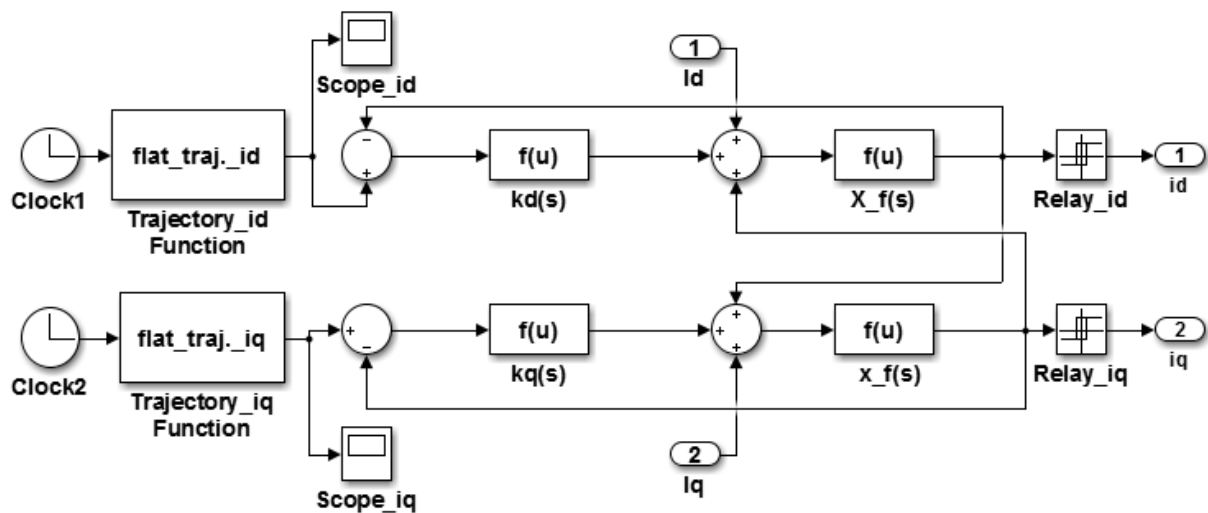 Scope_id
1
Id
flat_traj._id
Clock1
Trajectory_id
Function
−
+
f(u)
kd(s)
+
+
+
f(u)
X_f(s)
Relay_id
1
id
flat_traj._iq
Clock2
Trajectory_iq
Function
+
−
f(u)
kq(s)
+
+
+
f(u)
x_f(s)
Relay_iq
2
iq
Scope_iq
2
Iq